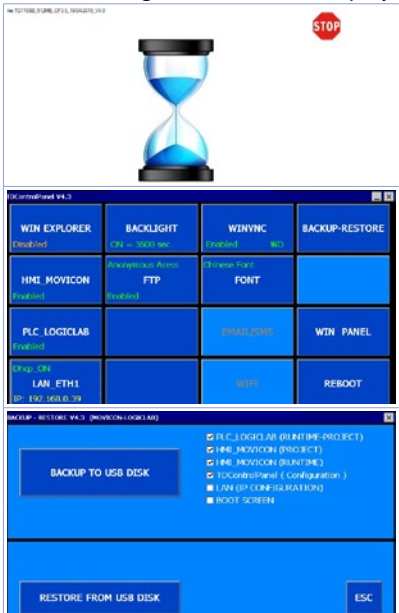 STOP
TDControlPanel V4.3
WIN EXPLORER
Disabled
BACKLIGHT
ON = 3600 sec.
WINVNC
Enabled WD
BACKUP-RESTORE
HMI_MOVICON
Enabled
Anonymous Acess
FTP
Enabled
Chinese Font
FONT
PLC_LOGICLAB
Enabled
EMAIL/SMS
WIN PANEL
Dhcp_ON
LAN_ETH1
IP: 192.168.0.39
WIFI
REBOOT
BACKUP - RESTORE V4.3 (MOVICON-LOGICLAB)
BACKUP TO USB DISK
PLC_LOGICLAB (RUNTIME-PROJECT)
HMI_MOVICON (PROJECT)
HMI_MOVICON (RUNTIME)
TDControlPanel ( Configuration )
LAN (IP CONFIGURATION)
BOOT SCREEN
RESTORE FROM USB DISK
ESC